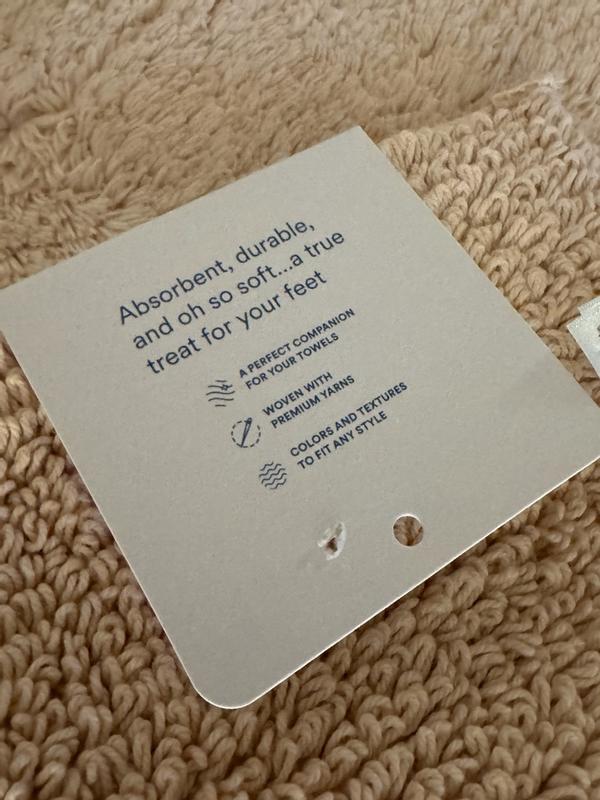 Absorbent, durable,
and oh so soft...a true
treat for your feet
A PERFECT COMPANION
FOR YOUR TOWELS
WOVEN WITH
PREMIUM YARNS
COLORS AND TEXTURES
TO FIT ANY STYLE